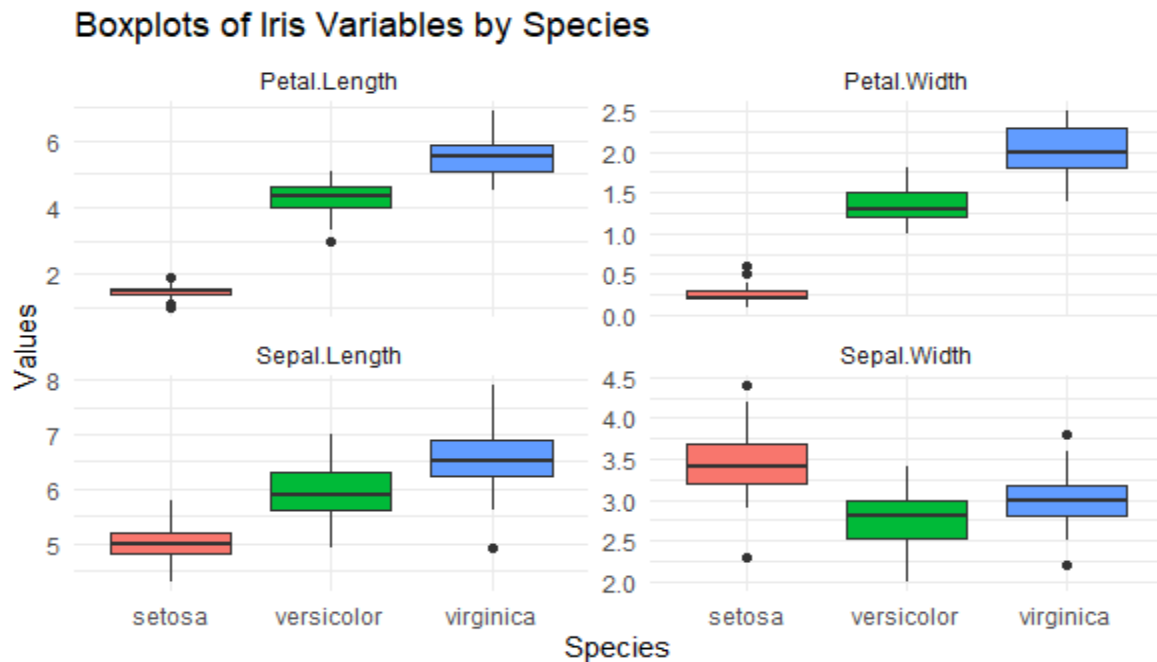 Boxplots of Iris Variables by Species
Petal.Length
Petal.Width
6
4
2
2.5
2.0
1.5
1.0
0.5
0.0
Values
Sepal.Length
Sepal.Width
8
7
6
5
4.5
4.0
3.5
3.0
2.5
2.0
setosa versicolor virginica
setosa versicolor virginica
Species